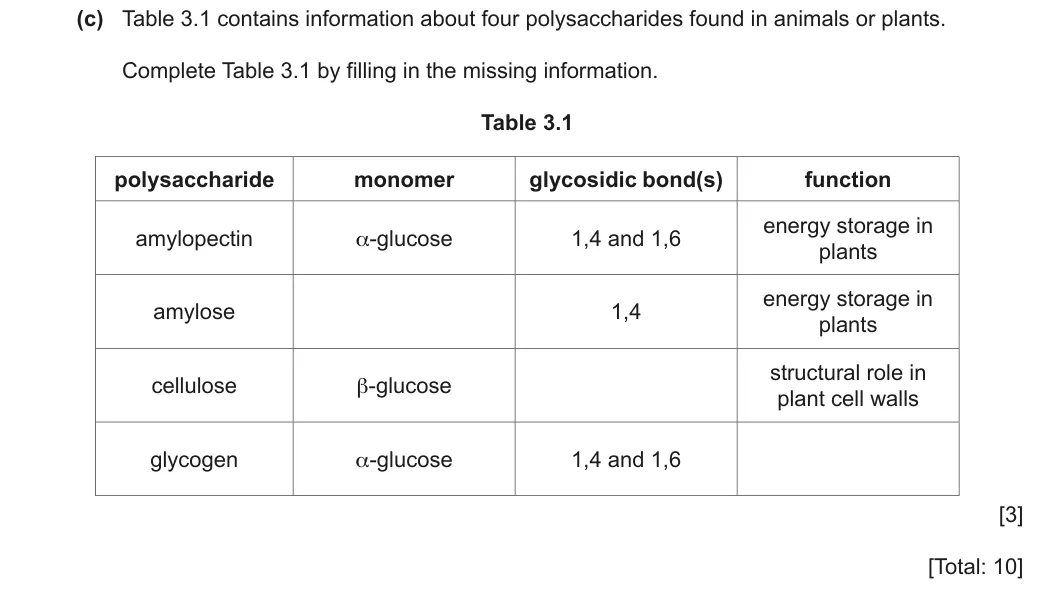 (c) Table 3.1 contains information about four polysaccharides found in animals or plants.
Complete Table 3.1 by filling in the missing information.
Table 3.1
polysaccharide monomer glycosidic bond(s) function
amylopectin α-glucose 1,4 and 1,6 energy storage in
plants
amylose 1,4 energy storage in
plants
cellulose β-glucose structural role in
plant cell walls
glycogen α-glucose 1,4 and 1,6
[3]
[Total: 10]